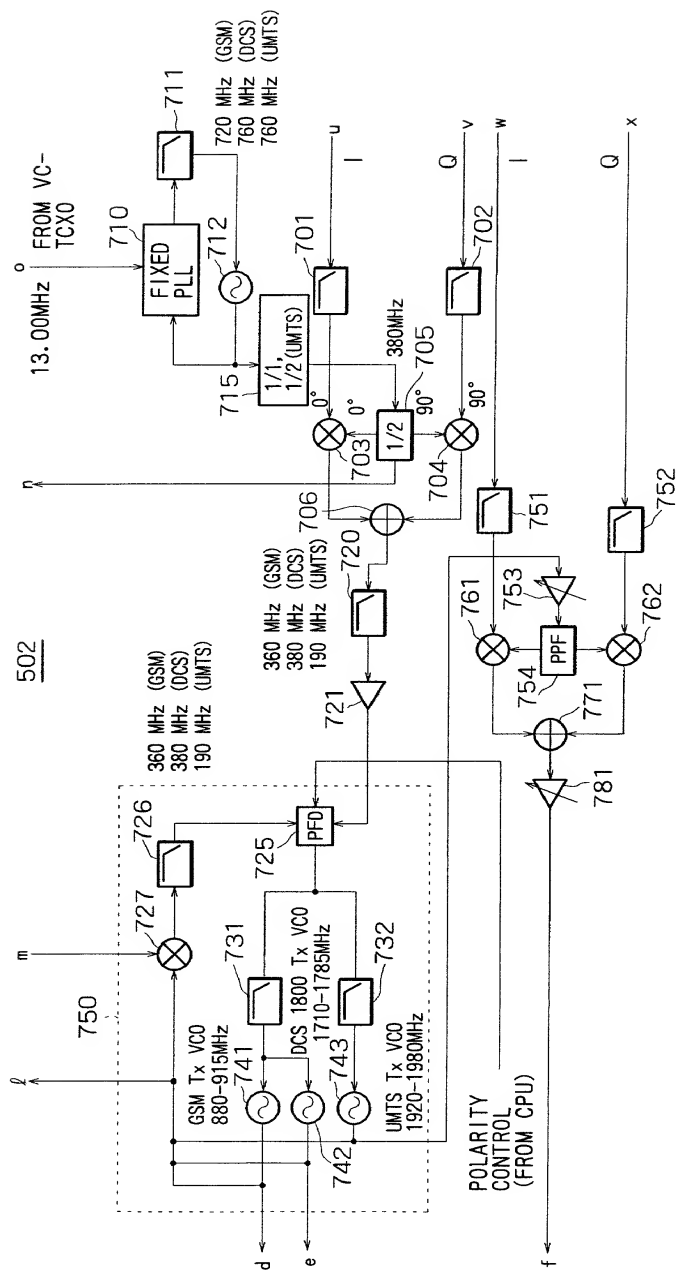 502
13.00MHz
o
FROM VC-
TCXO
710
FIXED
PLL
711
712
720 MHz (GSM)
760 MHz (DCS)
760 MHz (UMTS)
715
1/1,
1/2(UMTS)
n
701
u
I
0°
0°
703
380MHz
705
1/2
90°
90°
704
702
Q
v
w
I
706
360 MHz (GSM)
380 MHz (DCS)
190 MHz (UMTS)
720
721
751
752
Q
x
753
761
754
PPF
762
771
781
360 MHz (GSM)
380 MHz (DCS)
190 MHz (UMTS)
m
727
726
725
PFD
750
ℓ
GSM Tx VCO
880-915MHz
741
731
DCS 1800 Tx VCO
1710-1785MHz
742
743
732
UMTS Tx VCO
1920-1980MHz
d
e
POLARITY
CONTROL
(FROM CPU)
f